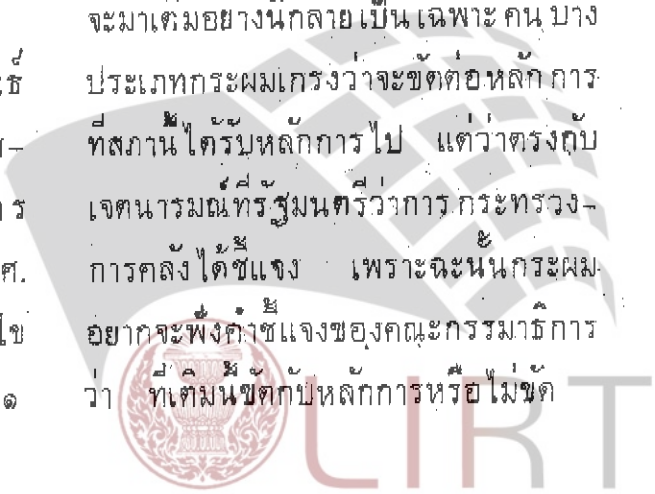 จะมาเติมอย่างนี้กลายเป็นเฉพาะคนบาง
ประเภทกระผมเกรงว่าจะขัดต่อหลักการ
ที่สภานี้ได้รับหลักการไป แต่ว่าตรงกับ
เจตนารมณ์ที่รัฐมนตรีว่าการกระทรวง-
การคลังได้ชี้แจง เพราะฉะนั้นกระผม
อยากจะฟังคำชี้แจงของคณะกรรมาธิการ
ว่า ที่เติมนี้ขัดกับหลักการหรือไม่ขัด
ร
ศ.
ไข
๑
LIRT